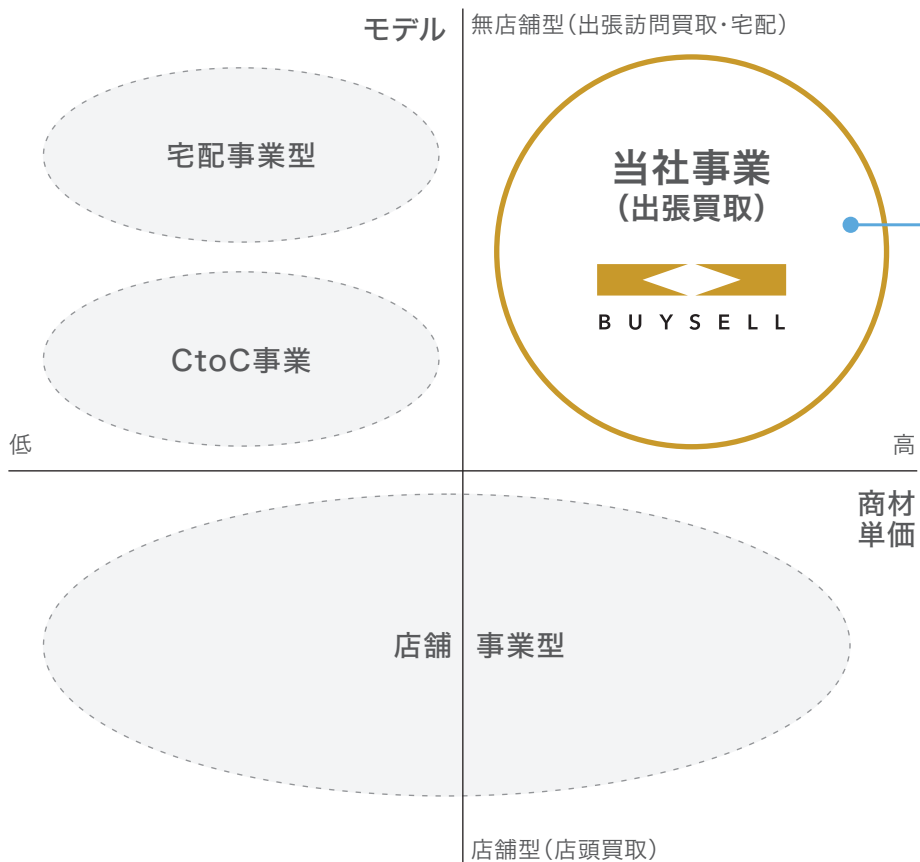 モデル
無店舗型（出張訪問買取・宅配）
宅配事業型
当社事業
（出張買取）
BUYSELL
CtoC事業
低
高
商材
単価
店舗事業型
店舗型（店頭買取）